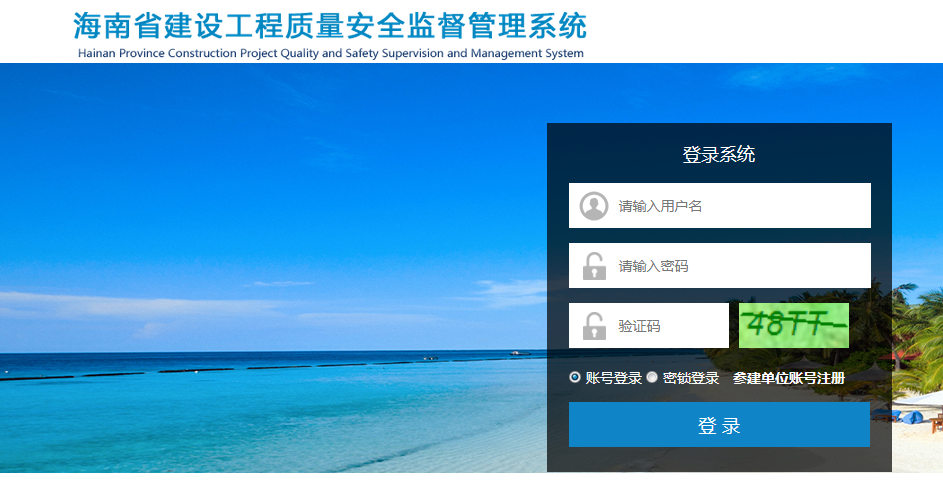 海南省建设工程质量安全监督管理系统
Hainan Province Construction Project Quality and Safety Supervision and Management System
登录系统
请输入用户名
请输入密码
验证码 48TT
账号登录 密锁登录 参建单位账号注册
登 录